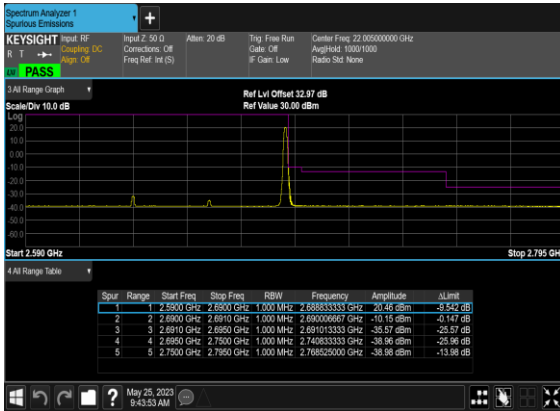 Spectrum Analyzer 1
Spurious Emissions
KEYSIGHT Input: RF Input Z: 50 Ω Atten: 20 dB Trig: Free Run Center Freq: 22.005000000 GHz
R T Coupling: DC Corrections: Off Gate: Off Avg|Hold: 1000/1000
Align: Off Freq Ref: Int (S) IF Gain: Low Radio Std: None
PASS
3 All Range Graph
Ref Lvl Offset 32.97 dB
Scale/Div 10.0 dB Ref Value 30.00 dBm
Log
20.0
10.0
0.00
-10.0
-20.0
-30.0
-40.0
-50.0
-60.0
Start 2.590 GHz Stop 2.795 GH
4 All Range Table
Spur Range Start Freq Stop Freq RBW Frequency Amplitude ΔLimit
1 1 2.5900 GHz 2.6900 GHz 1.000 MHz 2.688833333 GHz 20.46 dBm -9.542 dB
2 2 2.6900 GHz 2.6910 GHz 1.000 MHz 2.690006667 GHz -10.15 dBm -0.147 dB
3 3 2.6910 GHz 2.6950 GHz 1.000 MHz 2.691013333 GHz -35.57 dBm -25.57 dB
4 4 2.6950 GHz 2.7500 GHz 1.000 MHz 2.740833333 GHz -38.96 dBm -25.96 dB
5 5 2.7500 GHz 2.7950 GHz 1.000 MHz 2.768525000 GHz -38.98 dBm -13.98 dB
May 25, 2023
9:43:53 AM